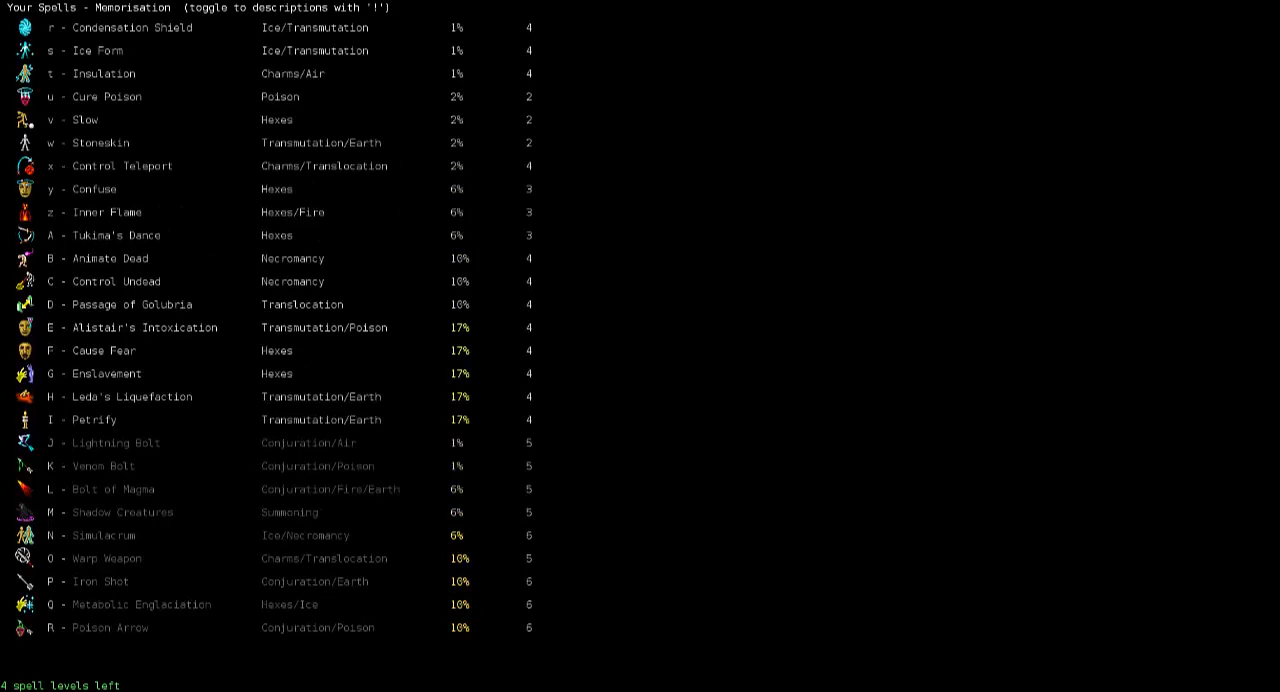 Your Spells - Memorisation (toggle to descriptions with '!')
r - Condensation Shield Ice/Transmutation 1% 4
s - Ice Form Ice/Transmutation 1% 4
t - Insulation Charms/Air 1% 4
u - Cure Poison Poison 2% 2
v - Slow Hexes 2% 2
w - Stoneskin Transmutation/Earth 2% 2
x - Control Teleport Charms/Translocation 2% 4
y - Confuse Hexes 6% 3
z - Inner Flame Hexes/Fire 6% 3
A - Tukima's Dance Hexes 6% 3
B - Animate Dead Necromancy 10% 4
C - Control Undead Necromancy 10% 4
D - Passage of Golubria Translocation 10% 4
E - Alistair's Intoxication Transmutation/Poison 17% 4
F - Cause Fear Hexes 17% 4
G - Enslavement Hexes 17% 4
H - Leda's Liquefaction Transmutation/Earth 17% 4
I - Petrify Transmutation/Earth 17% 4
J - Lightning Bolt Conjuration/Air 1% 5
K - Venom Bolt Conjuration/Poison 1% 5
L - Bolt of Magma Conjuration/Fire/Earth 6% 5
M - Shadow Creatures Summoning 6% 5
N - Simulacrum Ice/Necromancy 6% 6
O - Warp Weapon Charms/Translocation 10% 5
P - Iron Shot Conjuration/Earth 10% 6
Q - Metabolic Englaciation Hexes/Ice 10% 6
R - Poison Arrow Conjuration/Poison 10% 6
4 spell levels left